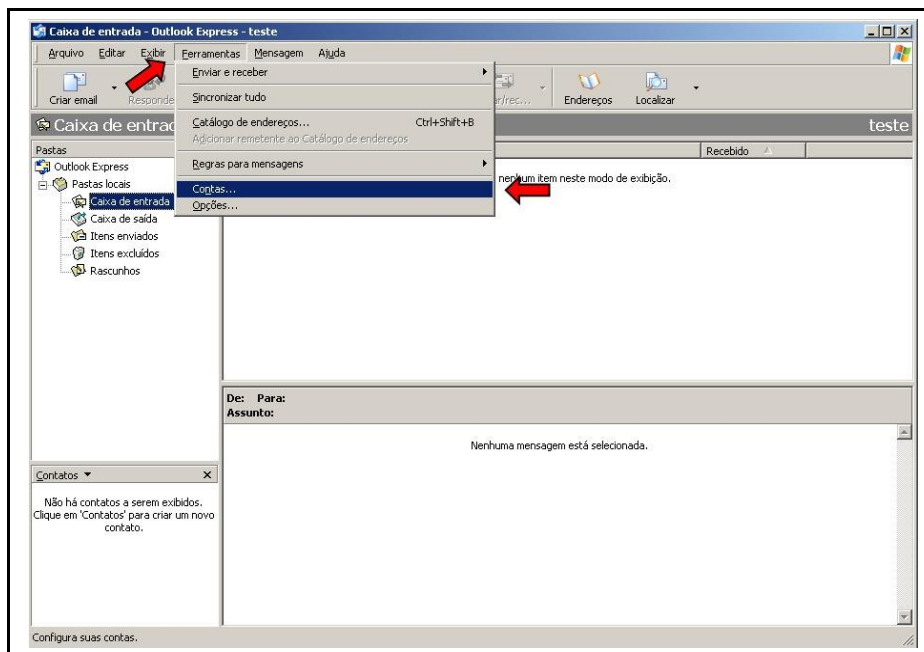 Caixa de entrada - Outlook Express - teste
Arquivo Editar Exibir Ferramentas Mensagem Ajuda
Criar email Endereços Localizar
Caixa de teste
Enviar e receber
Sincronizar tudo
Catálogo de endereços... Ctrl+Shift+B
Adicionar remetente ao Catálogo de endereços
Regras para mensagens
Contas...
Opções...
Pastas
Outlook Express
Pastas locais
Caixa de entrada
Caixa de saída
Itens enviados
Itens excluídos
Rascunhos
Recebido
item neste modo de exibição.
De: Para:
Assunto:
Nenhuma mensagem está selecionada.
Contatos
Não há contatos a serem exibidos.
Clique em 'Contatos' para criar um novo
contato.
Configura suas contas.